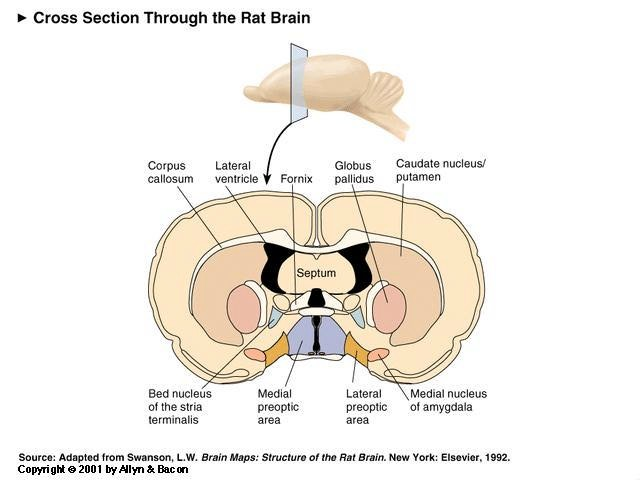 ► Cross Section Through the Rat Brain
Corpus
callosum
Lateral
ventricle
Fornix
Globus
pallidus
Caudate nucleus/
putamen
Septum
Bed nucleus
of the stria
terminalis
Medial
preoptic
area
Lateral
preoptic
area
Medial nucleus
of amygdala
Source: Adapted from Swanson, L.W. Brain Maps: Structure of the Rat Brain. New York: Elsevier, 1992.
Copyright © 2001 by Allyn & Bacon